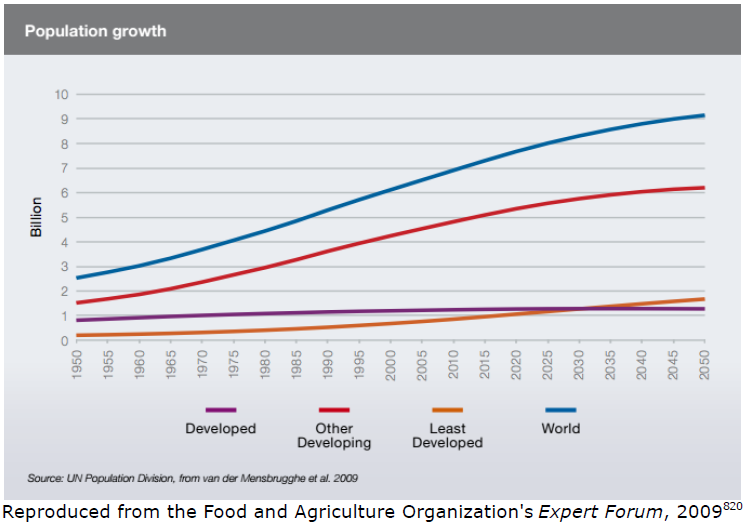 Population growth
10
9
8
7
6
5
4
3
2
1
0
Billion
1950 1955 1960 1965 1970 1975 1980 1985 1990 1995 2000 2005 2010 2015 2020 2025 2030 2035 2040 2045 2050
Developed Other Developing Least Developed World
Source: UN Population Division, from van der Mensbrugghe et al. 2009
Reproduced from the Food and Agriculture Organization's Expert Forum, 2009820